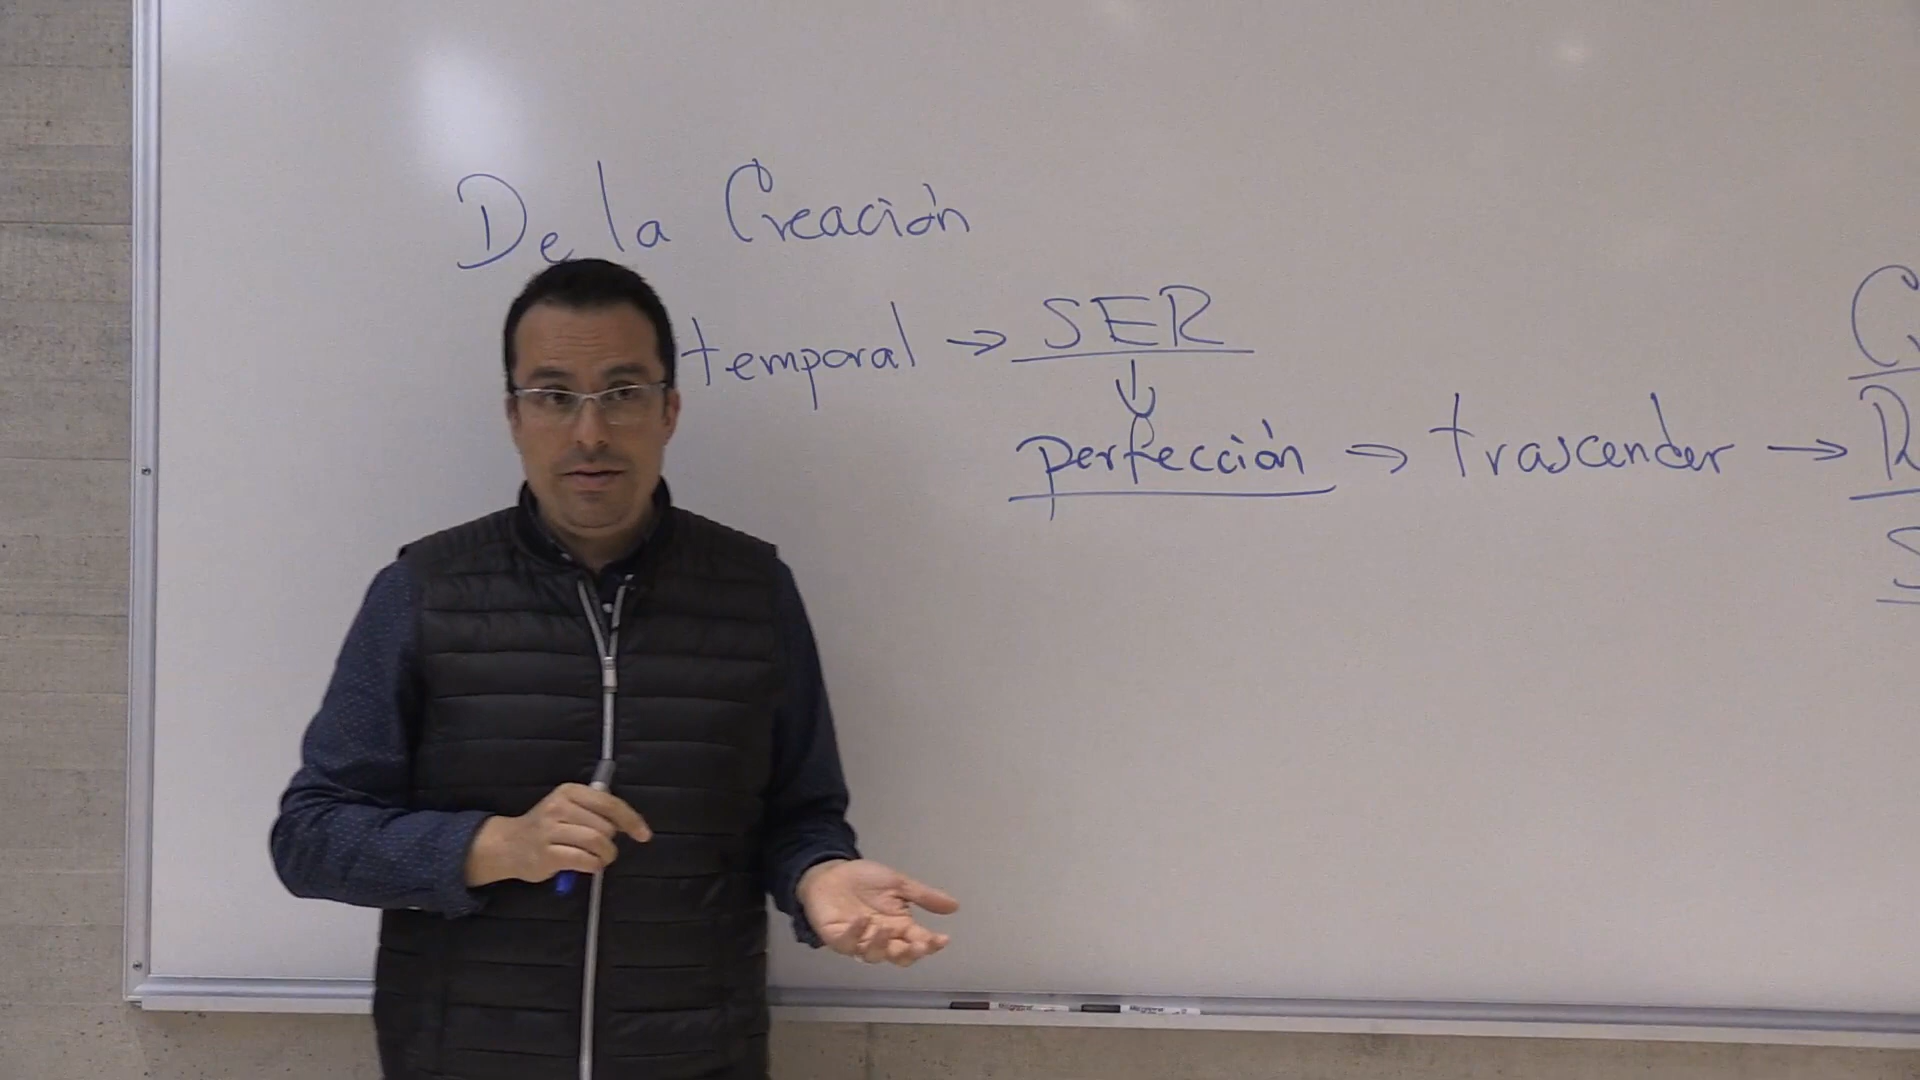 De la Creación
temporal → SER
↓
perfección → trascender →